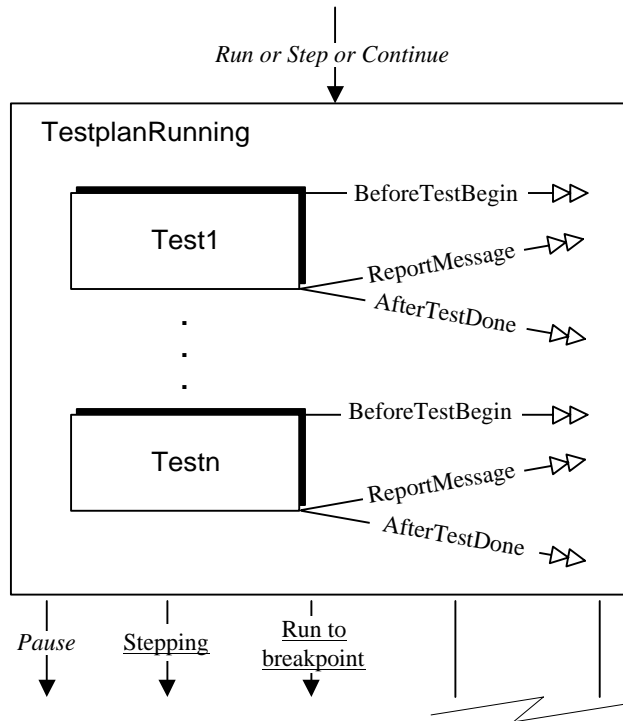 Run or Step or Continue
TestplanRunning
BeforeTestBegin
Test1
ReportMessage
AfterTestDone
BeforeTestBegin
Testn
ReportMessage
AfterTestDone
Pause
Stepping
Run to
breakpoint